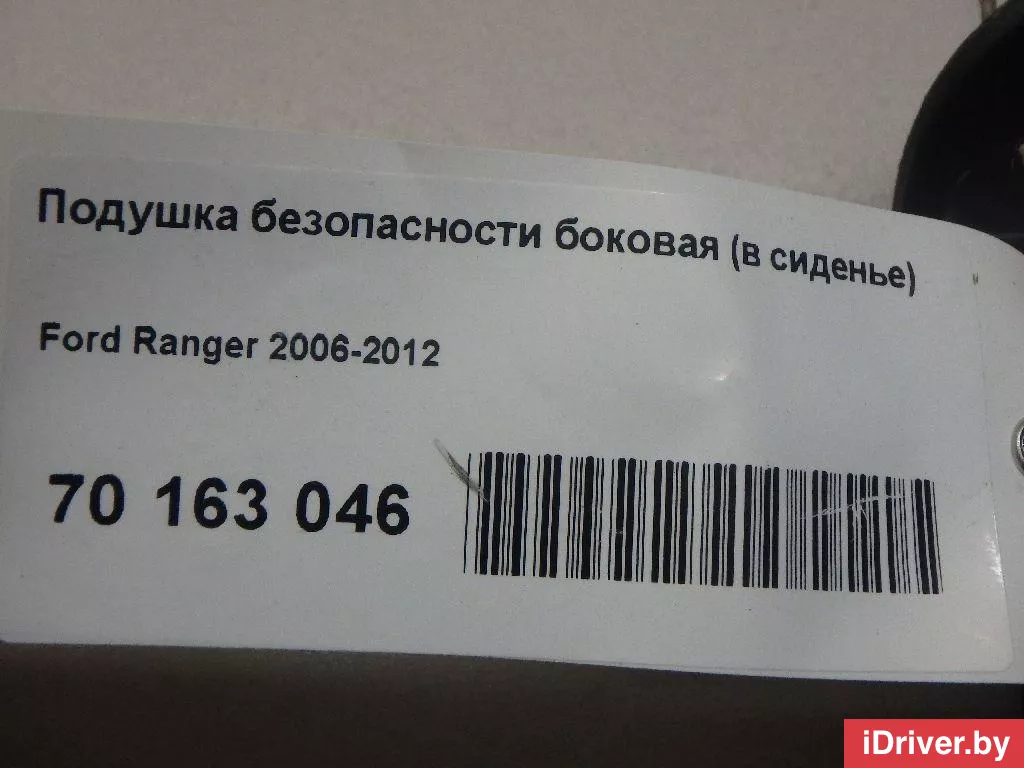 Подушка безопасности боковая (в сиденье)
Ford Ranger 2006-2012
70 163 046
iDriver.by